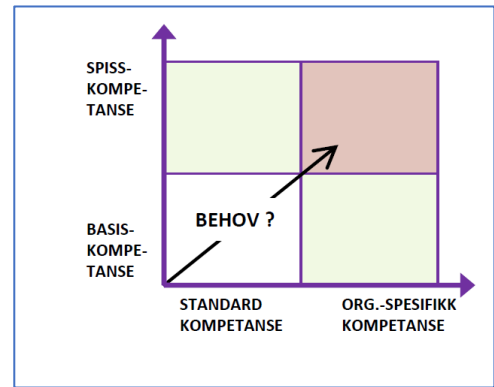 SPISS-
KOMPE-
TANSE
BEHOV ?
BASIS-
KOMPE-
TANSE
STANDARD
KOMPETANSE
ORG.-SPESIFIKK
KOMPETANSE